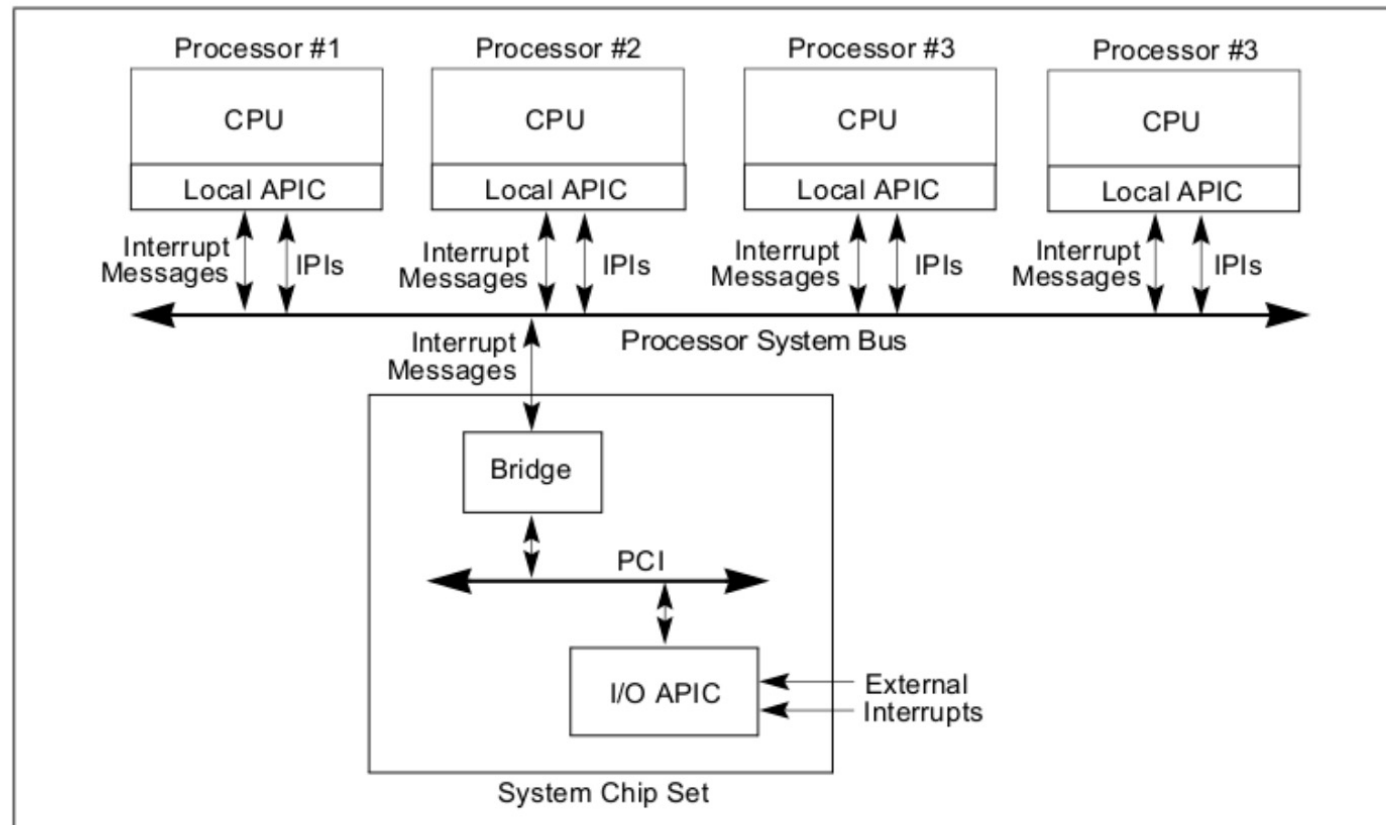 Processor #1
Processor #2
Processor #3
Processor #3
CPU
CPU
CPU
CPU
Local APIC
Local APIC
Local APIC
Local APIC
Interrupt
Messages
IPIs
Interrupt
Messages
IPIs
Interrupt
Messages
IPIs
Interrupt
Messages
IPIs
Processor System Bus
Interrupt
Messages
Bridge
PCI
I/O APIC
External
Interrupts
System Chip Set